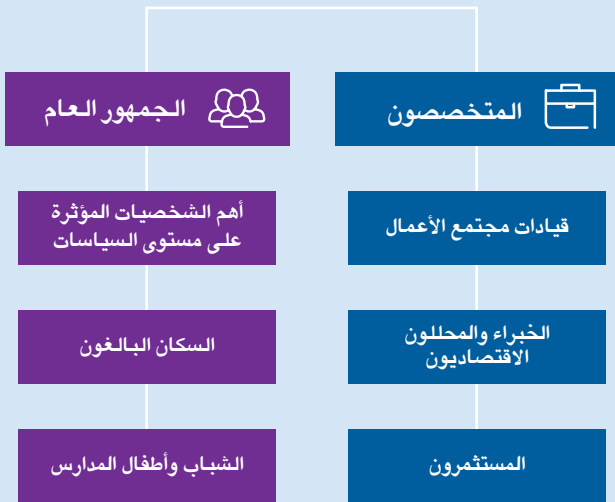 المتخصصون
قيادات مجتمع الأعمال
الخبراء والمحللون
الاقتصاديون
المستثمرون
الجمهور العام
أهم الشخصيات المؤثرة
على مستوى السياسات
السكان البالغون
الشباب وأطفال المدارس